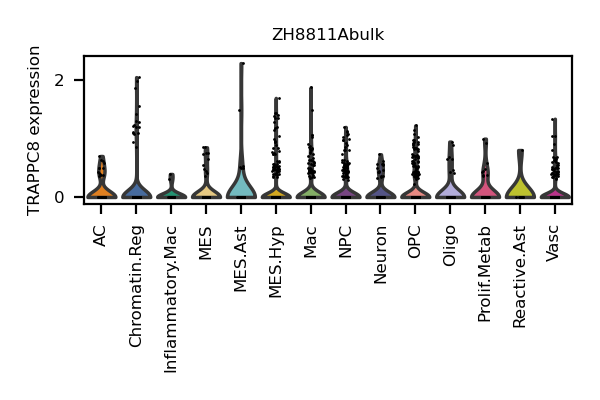 ZH8811Abulk
TRAPPC8 expression
2
0
AC
Chromatin.Reg
Inflammatory.Mac
MES
MES.Ast
MES.Hyp
Mac
NPC
Neuron
OPC
Oligo
Prolif.Metab
Reactive.Ast
Vasc